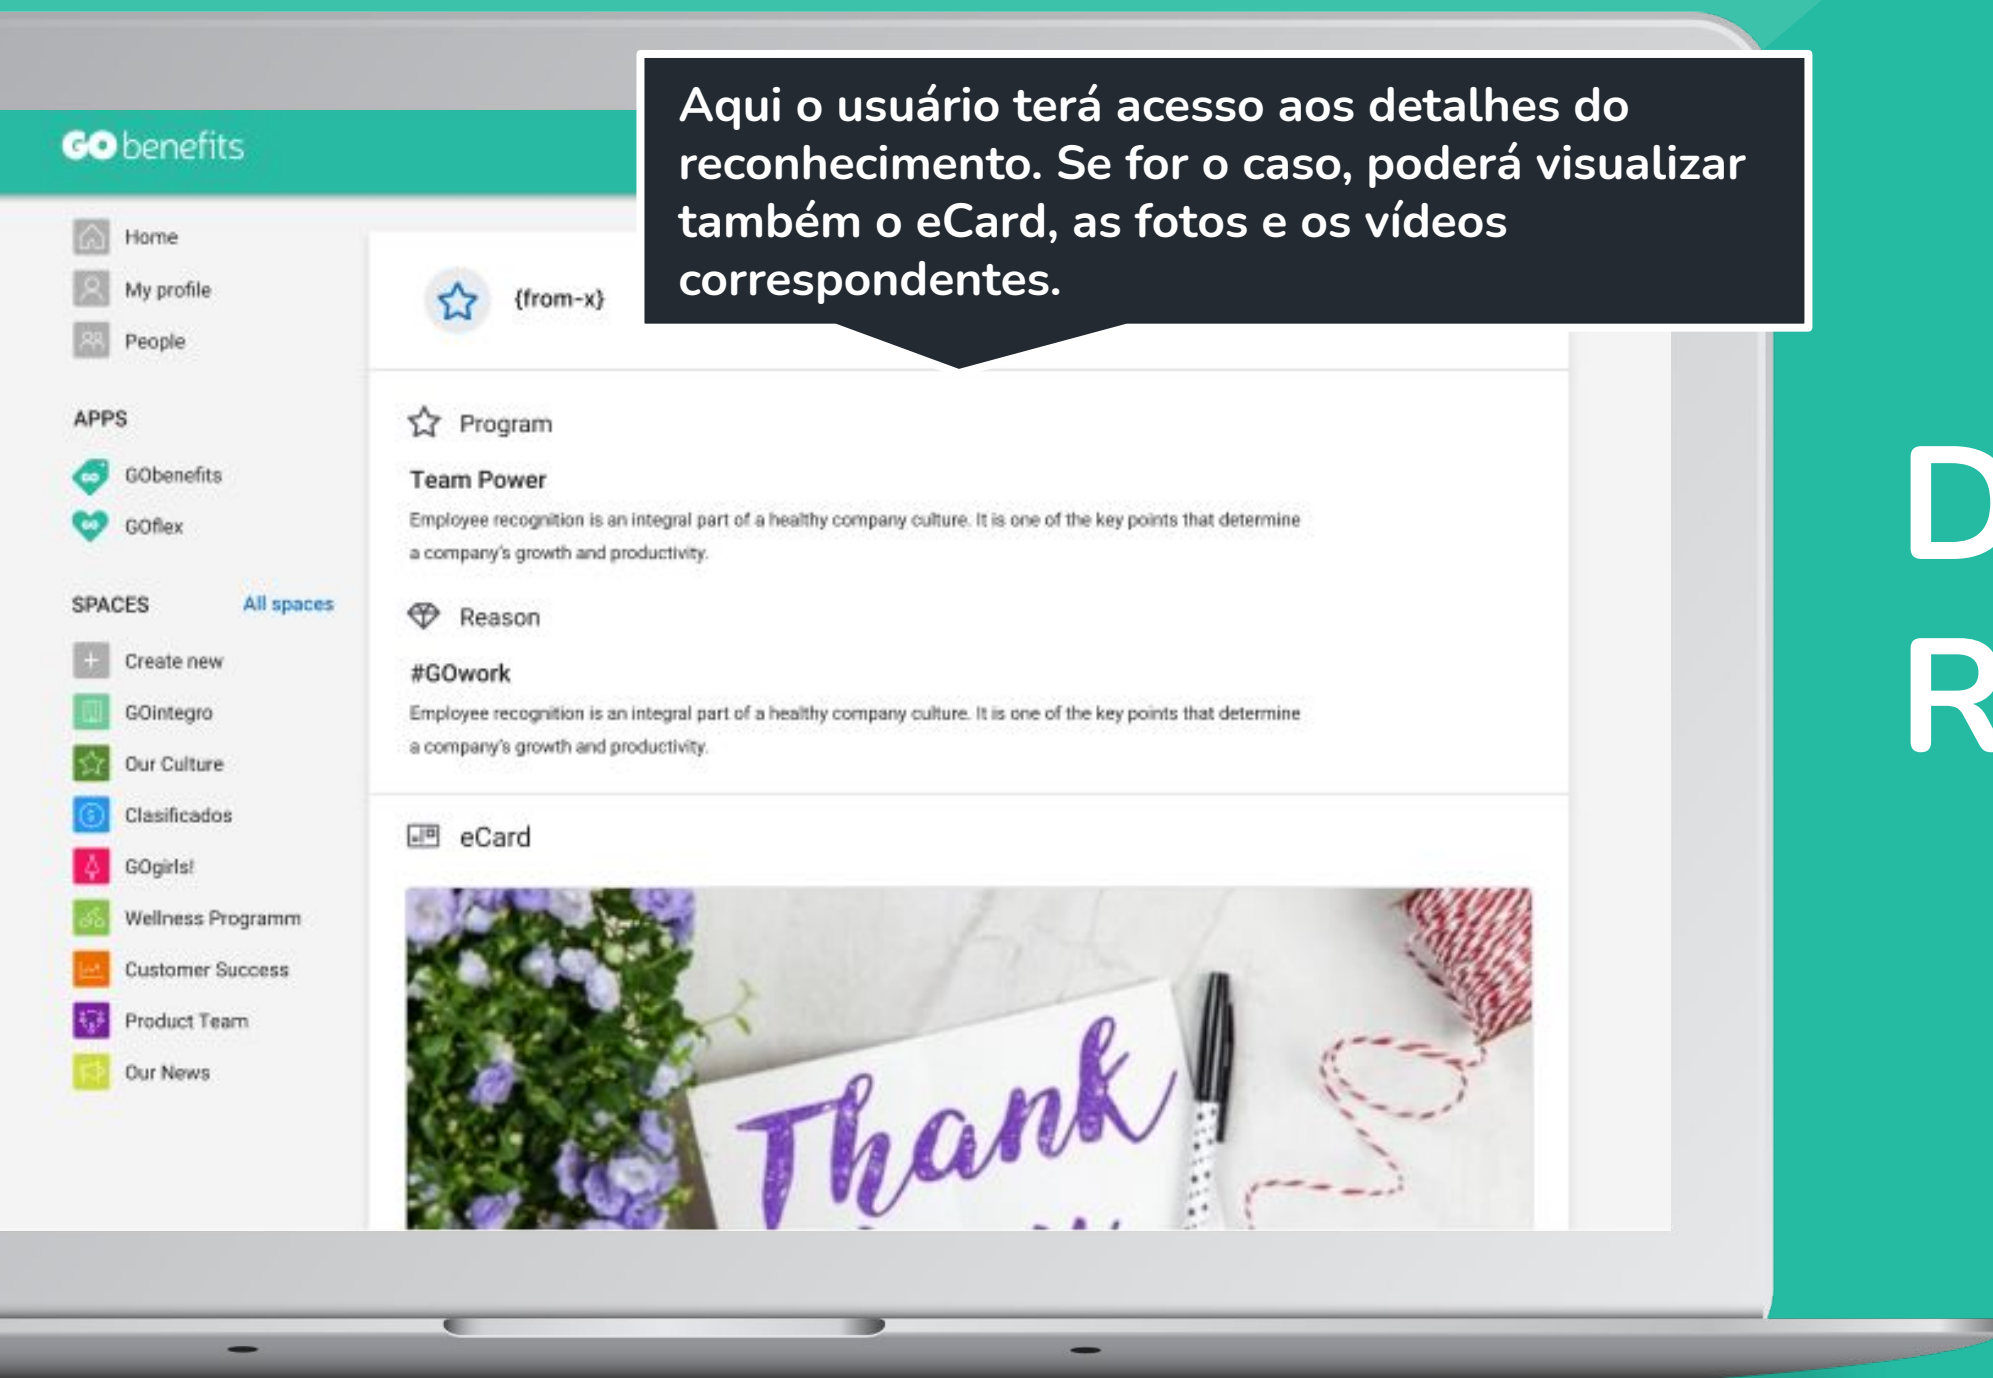 Aqui o usuário terá acesso aos detalhes do
reconhecimento. Se for o caso, poderá visualizar
também o eCard, as fotos e os vídeos
correspondentes.
GO benefits
Home
My profile
People
APPS
GObenefits
GOflex
SPACES All spaces
Create new
GOintegro
Our Culture
Clasificados
GOgirls!
Wellness Programm
Customer Success
Product Team
Our News
{from-x}
Program
Team Power
Employee recognition is an integral part of a healthy company culture. It is one of the key points that determine
a company's growth and productivity.
Reason
#GOwork
Employee recognition is an integral part of a healthy company culture. It is one of the key points that determine
a company's growth and productivity.
eCard
Thank
D
R